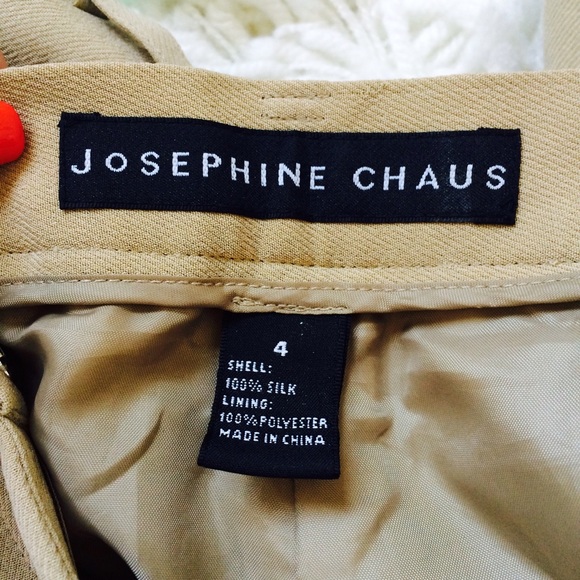 JoSEPHINE CHAUS
4
SHELL:
100% SILK
LINING:
100% POLYESTER
MADE IN CHINA